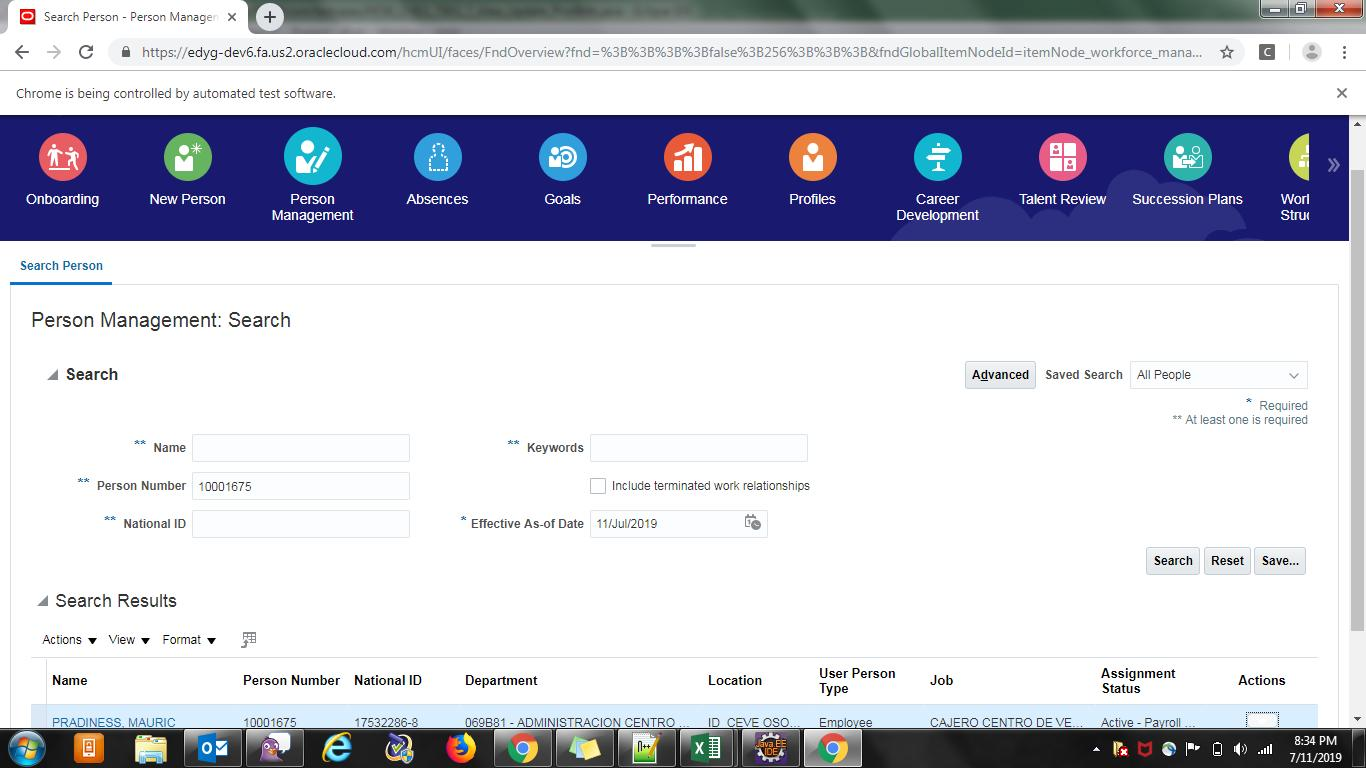 Search Person - Person Managen
https://edyg-dev6.fa.us2.oraclecloud.com/hcmUI/faces/FndOverview?fnd=%3B%3B%3B%3Bfalse%3B256%3B%3B%3B&fndGlobalItemNodeId=itemNode_workforce_mana...
Chrome is being controlled by automated test software.
Onboarding
New Person
Person
Management
Absences
Goals
Performance
Profiles
Career
Development
Talent Review
Succession Plans
Worl
Struc
Search Person
Person Management: Search
Search
Advanced Saved Search All People
* Required
** At least one is required
** Name
** Keywords
** Person Number 10001675
Include terminated work relationships
** National ID
* Effective As-of Date 11/Jul/2019
Search Reset Save...
Search Results
Actions View Format
Name Person Number National ID Department Location User Person Type Job Assignment Status Actions
PRADINESS, MAURIC 10001675 17532286-8 069B81 - ADMINISTRACION CENTRO ... ID_CEVE OSO... Employee CAJERO CENTRO DE VE... Active - Payroll ...
8:34 PM
7/11/2019